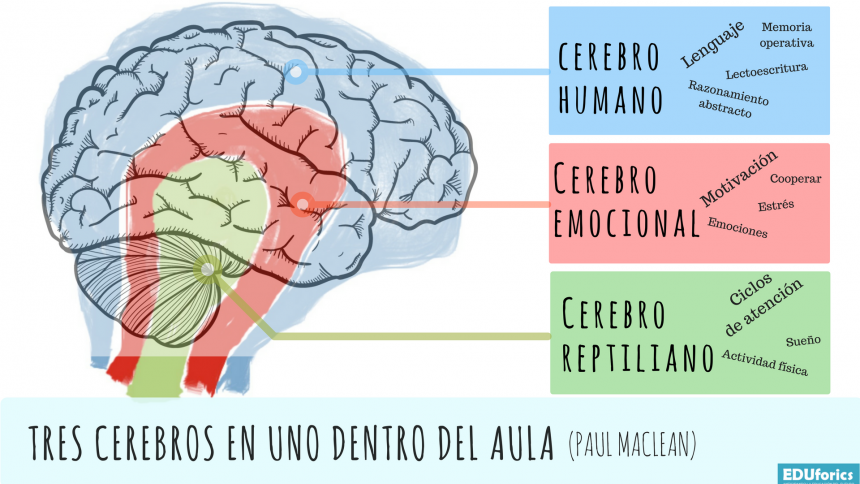 CEREBRO
HUMANO
Lenguaje
Memoria
operativa
Lectoescritura
Razonamiento
abstracto
CEREBRO
EMOCIONAL
Motivación
Cooperar
Estrés
Emociones
CEREBRO
REPTILIANO
Ciclos
de atención
Sueño
Actividad física
TRES CEREBROS EN UNO DENTRO DEL AULA (PAUL MACLEAN)
EDUforics